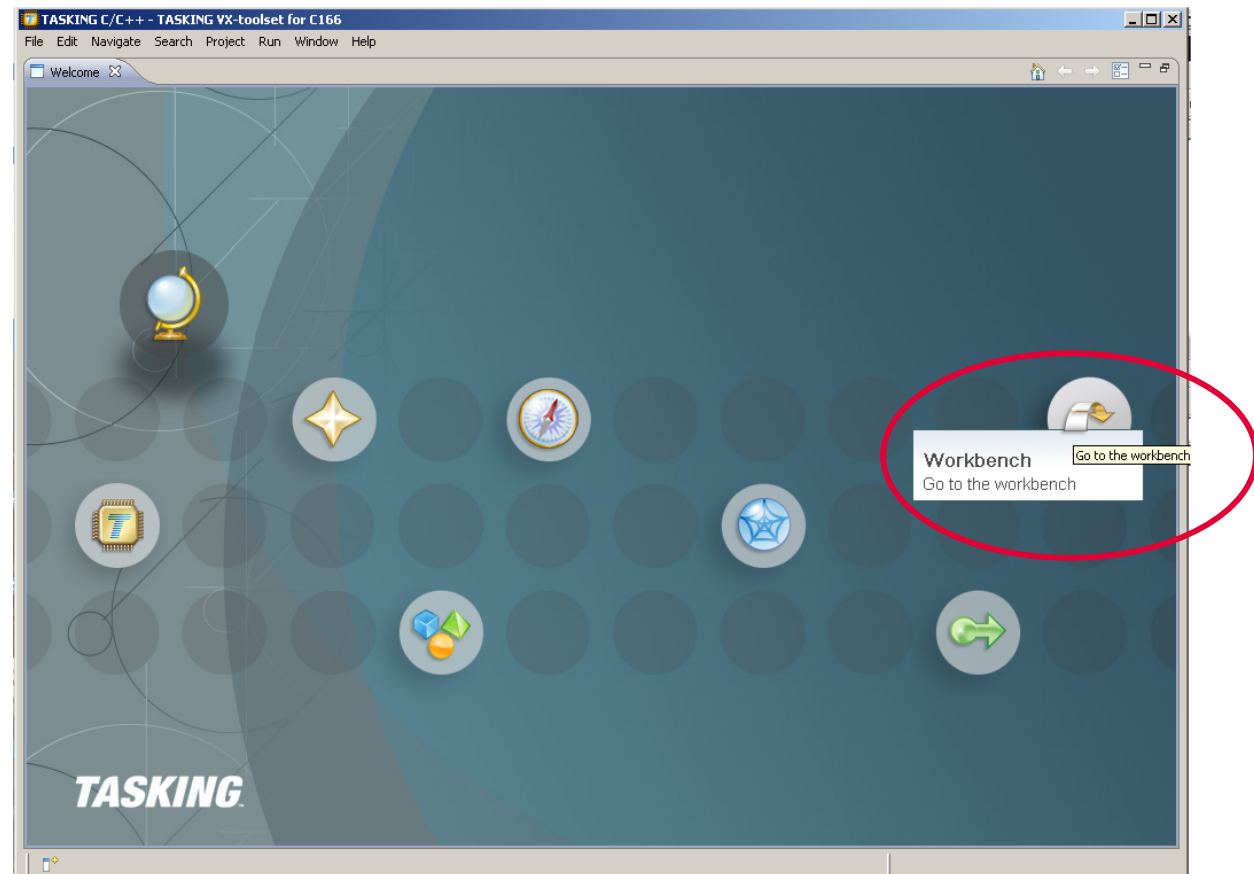 TASKING C/C++ - TASKING VX-toolset for C166
File Edit Navigate Search Project Run Window Help
Welcome
Workbench
Go to the workbench
Go to the workbench
T
TASKING